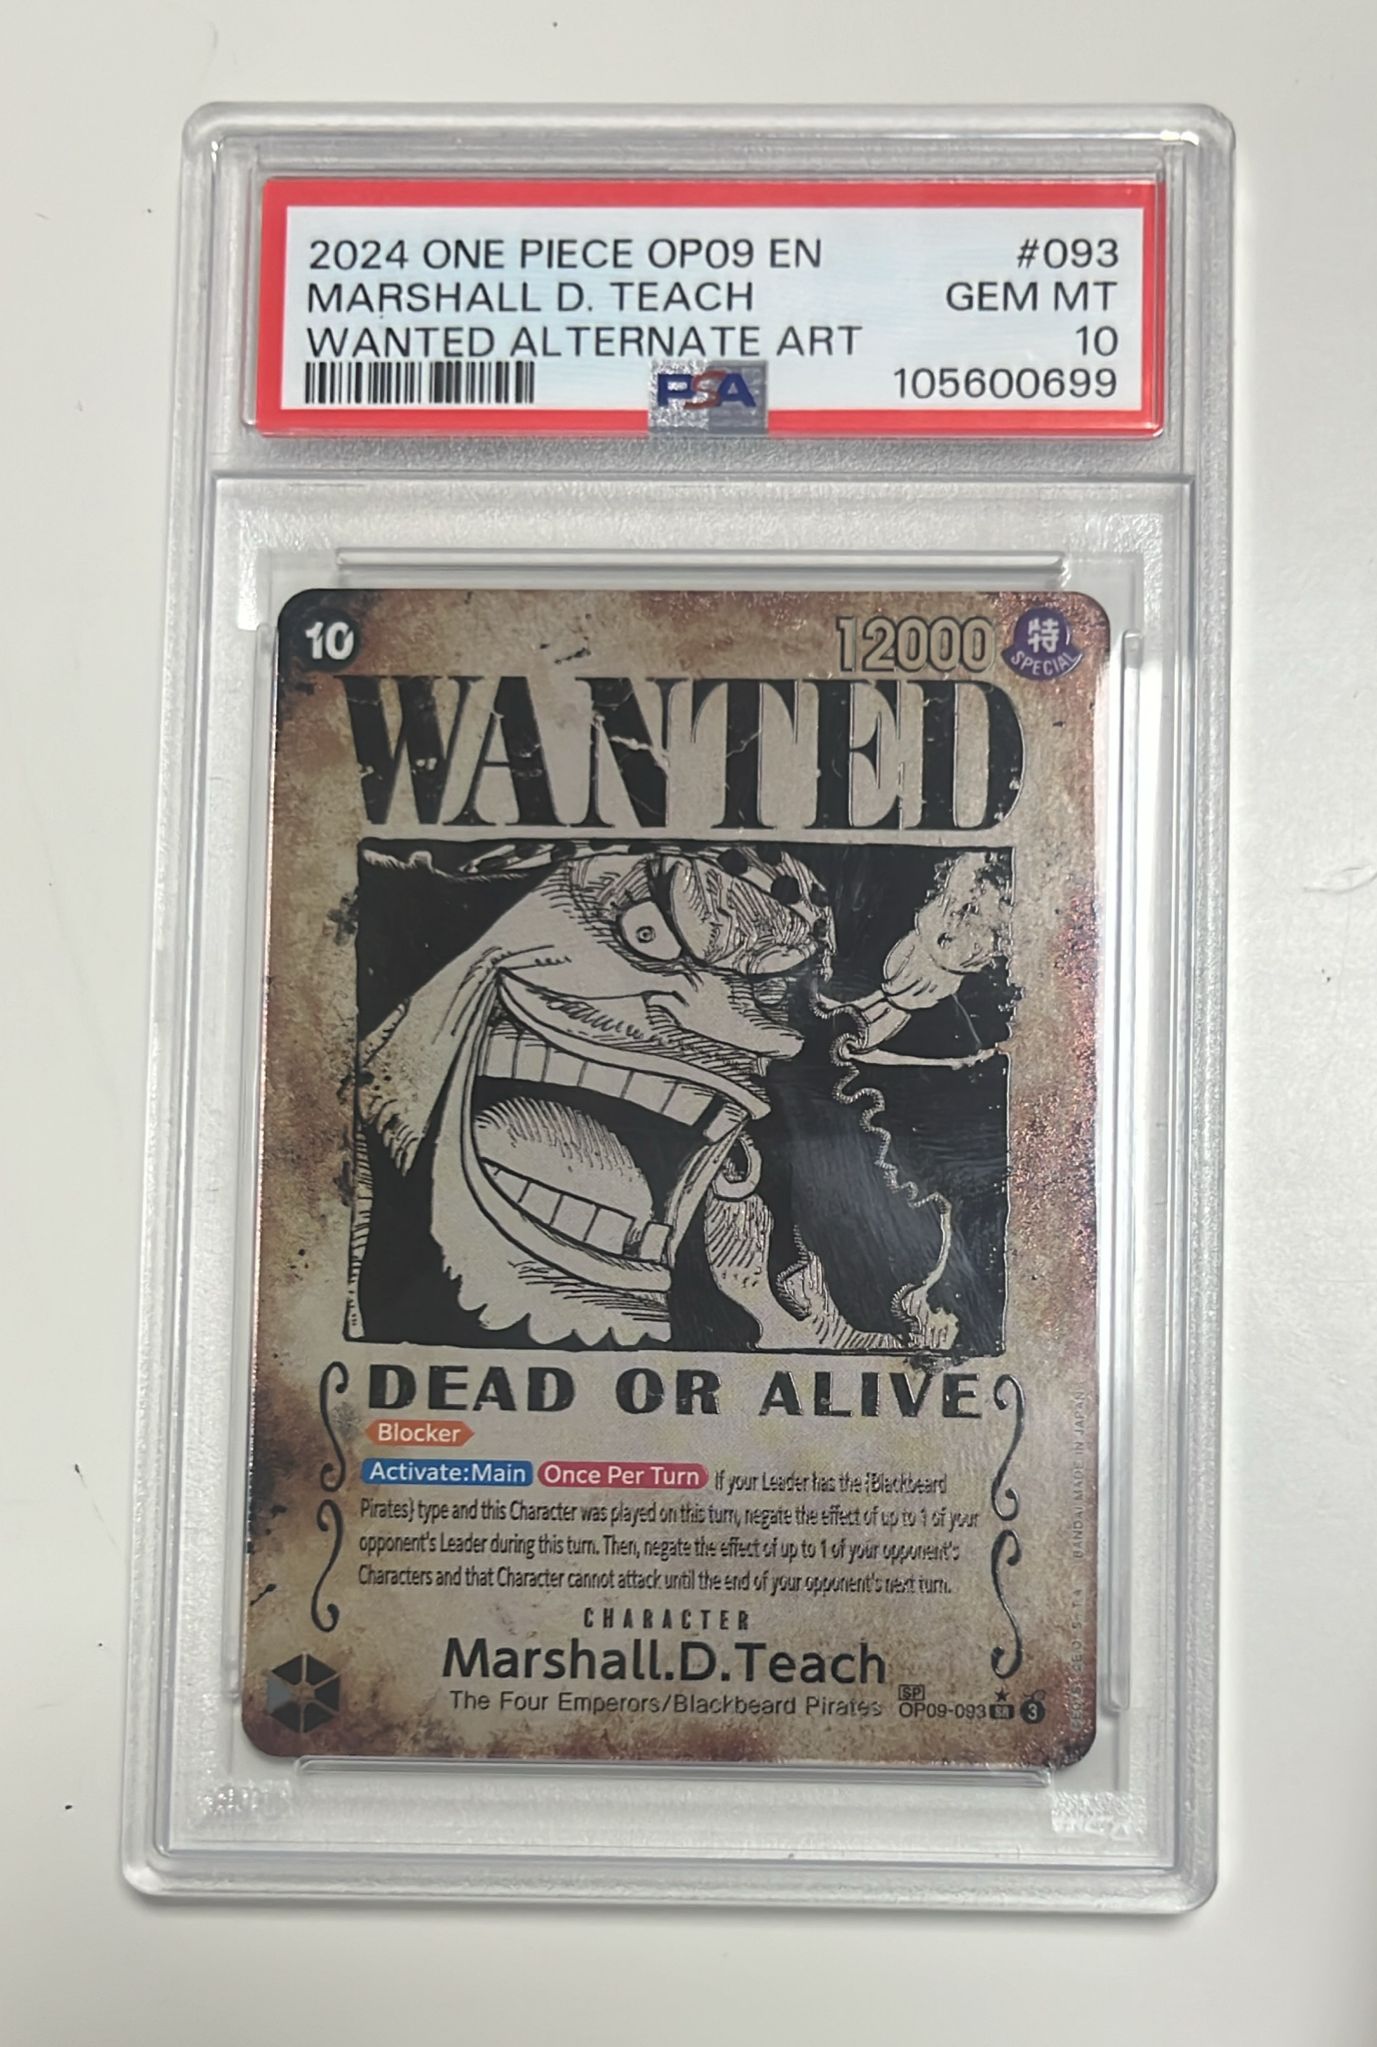 2024 ONE PIECE OP09 EN #093
MARSHALL D. TEACH GEM MT
WANTED ALTERNATE ART 10
PSA 105600699
10 12000 特
SPECIAL
WANTED
DEAD OR ALIVE
Blocker
Activate:Main Once Per Turn If your Leader has the {Blackbeard
Pirates} type and this Character was played on this turn, negate the effect of up to 1 of your
opponent's Leader during this turn. Then, negate the effect of up to 1 of your opponent's
Characters and that Character cannot attack until the end of your opponent's next turn.
CHARACTER
Marshall.D.Teach
The Four Emperors/Blackbeard Pirates SP OP09-093 SR 3
BANDAI MADE IN JAPAN